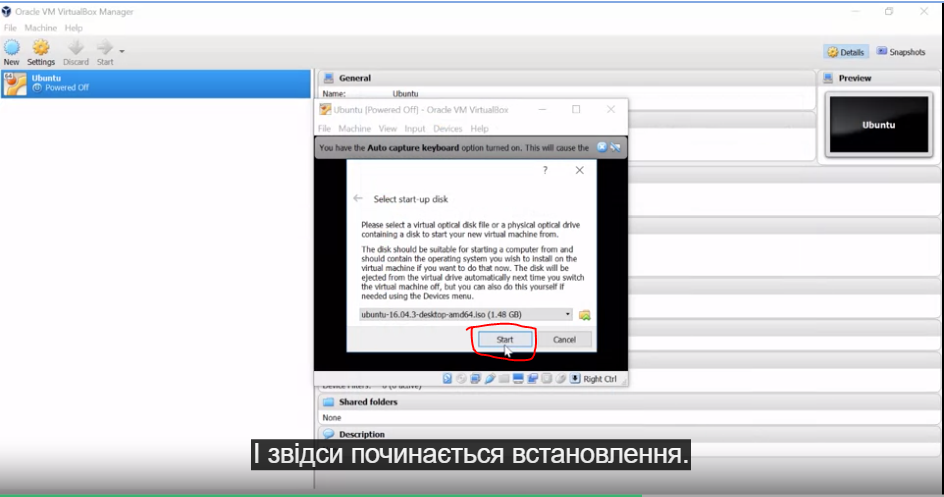 Oracle VM VirtualBox Manager
File Machine Help
New Settings Discard Start
Details Snapshots
64
Ubuntu
Powered Off
General
Name: Ubuntu
Preview
Ubuntu
Ubuntu [Powered Off] - Oracle VM VirtualBox
File Machine View Input Devices Help
You have the Auto capture keyboard option turned on. This will cause the
?
Select start-up disk
Please select a virtual optical disk file or a physical optical drive
containing a disk to start your new virtual machine from.
The disk should be suitable for starting a computer from and
should contain the operating system you wish to install on the
virtual machine if you want to do that now. The disk will be
ejected from the virtual drive automatically next time you switch
the virtual machine off, but you can also do this yourself if
needed using the Devices menu.
ubuntu-16.04.3-desktop-amd64.iso (1.48 GB)
Start Cancel
Right Ctrl
Shared folders
None
Description
І звідси починається встановлення.